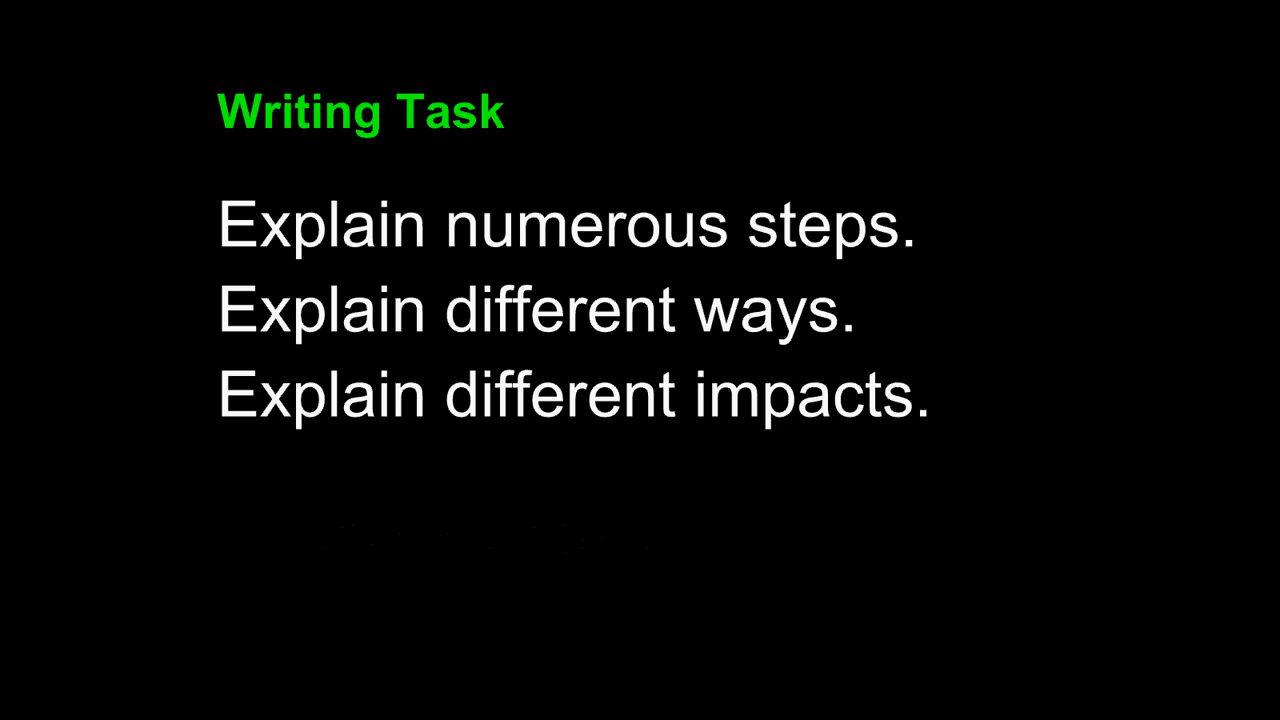 Writing Task
Explain numerous steps.
Explain different ways.
Explain different impacts.